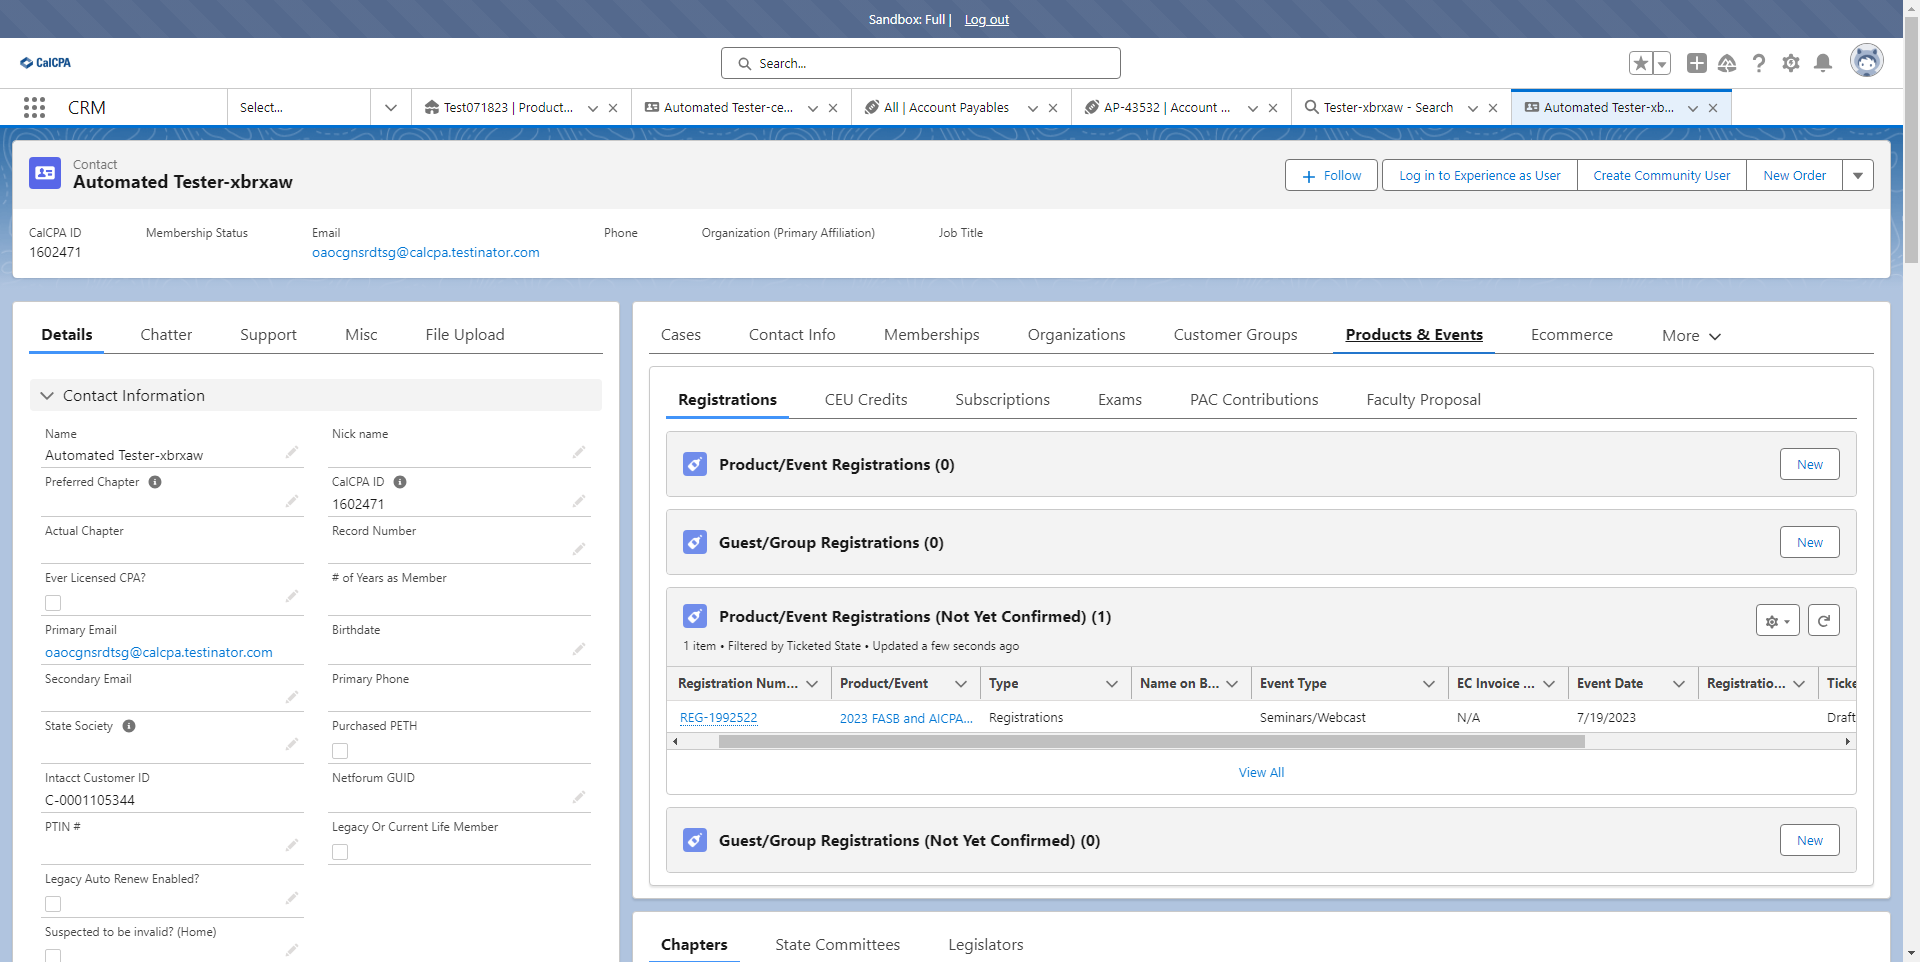 Sandbox: Full | Log out
CalCPA
Search...
CRM
Select...
Test071823 | Product...
Automated Tester-ce...
All | Account Payables
AP-43532 | Account ...
Tester-xbrxaw - Search
Automated Tester-xb...
Contact
Automated Tester-xbrxaw
Follow
Log in to Experience as User
Create Community User
New Order
CalCPA ID
Membership Status
Email
Phone
Organization (Primary Affiliation)
Job Title
1602471
oaocgnsrdtsg@calcpa.testinator.com
Details
Chatter
Support
Misc
File Upload
Contact Information
Name
Automated Tester-xbrxaw
Nick name
Preferred Chapter
CalCPA ID
1602471
Actual Chapter
Record Number
Ever Licensed CPA?
# of Years as Member
Primary Email
oaocgnsrdtsg@calcpa.testinator.com
Birthdate
Secondary Email
Primary Phone
State Society
Purchased PETH
Intacct Customer ID
C-0001105344
Netforum GUID
PTIN #
Legacy Or Current Life Member
Legacy Auto Renew Enabled?
Suspected to be invalid? (Home)
Cases
Contact Info
Memberships
Organizations
Customer Groups
Products & Events
Ecommerce
More
Registrations
CEU Credits
Subscriptions
Exams
PAC Contributions
Faculty Proposal
Product/Event Registrations (0)
New
Guest/Group Registrations (0)
New
Product/Event Registrations (Not Yet Confirmed) (1)
1 item • Filtered by Ticketed State • Updated a few seconds ago
Registration Num...
Product/Event
Type
Name on B...
Event Type
EC Invoice ...
Event Date
Registratio...
Ticke
REG-1992522
2023 FASB and AICPA...
Registrations
Seminars/Webcast
N/A
7/19/2023
Draft
View All
Guest/Group Registrations (Not Yet Confirmed) (0)
New
Chapters
State Committees
Legislators